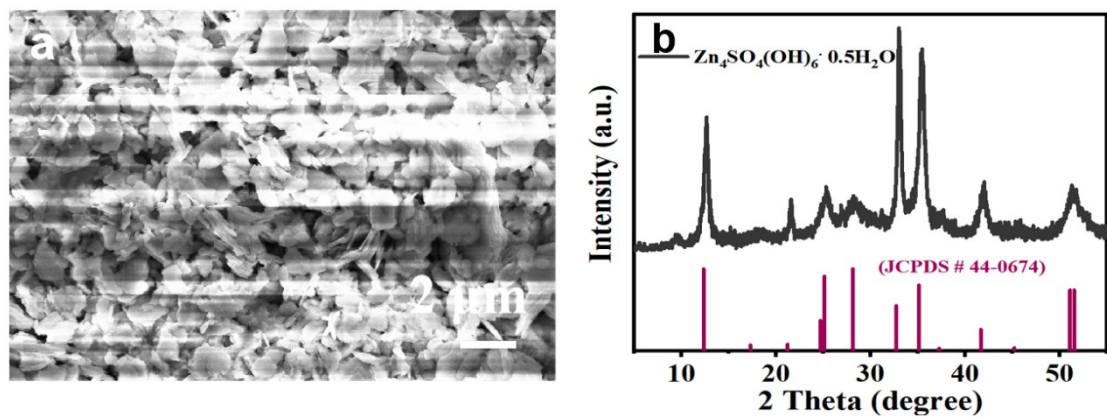 a
2 μm
b
Zn₄SO₄(OH)₆· 0.5H₂O
Intensity (a.u.)
(JCPDS # 44-0674)
10 20 30 40 50
2 Theta (degree)